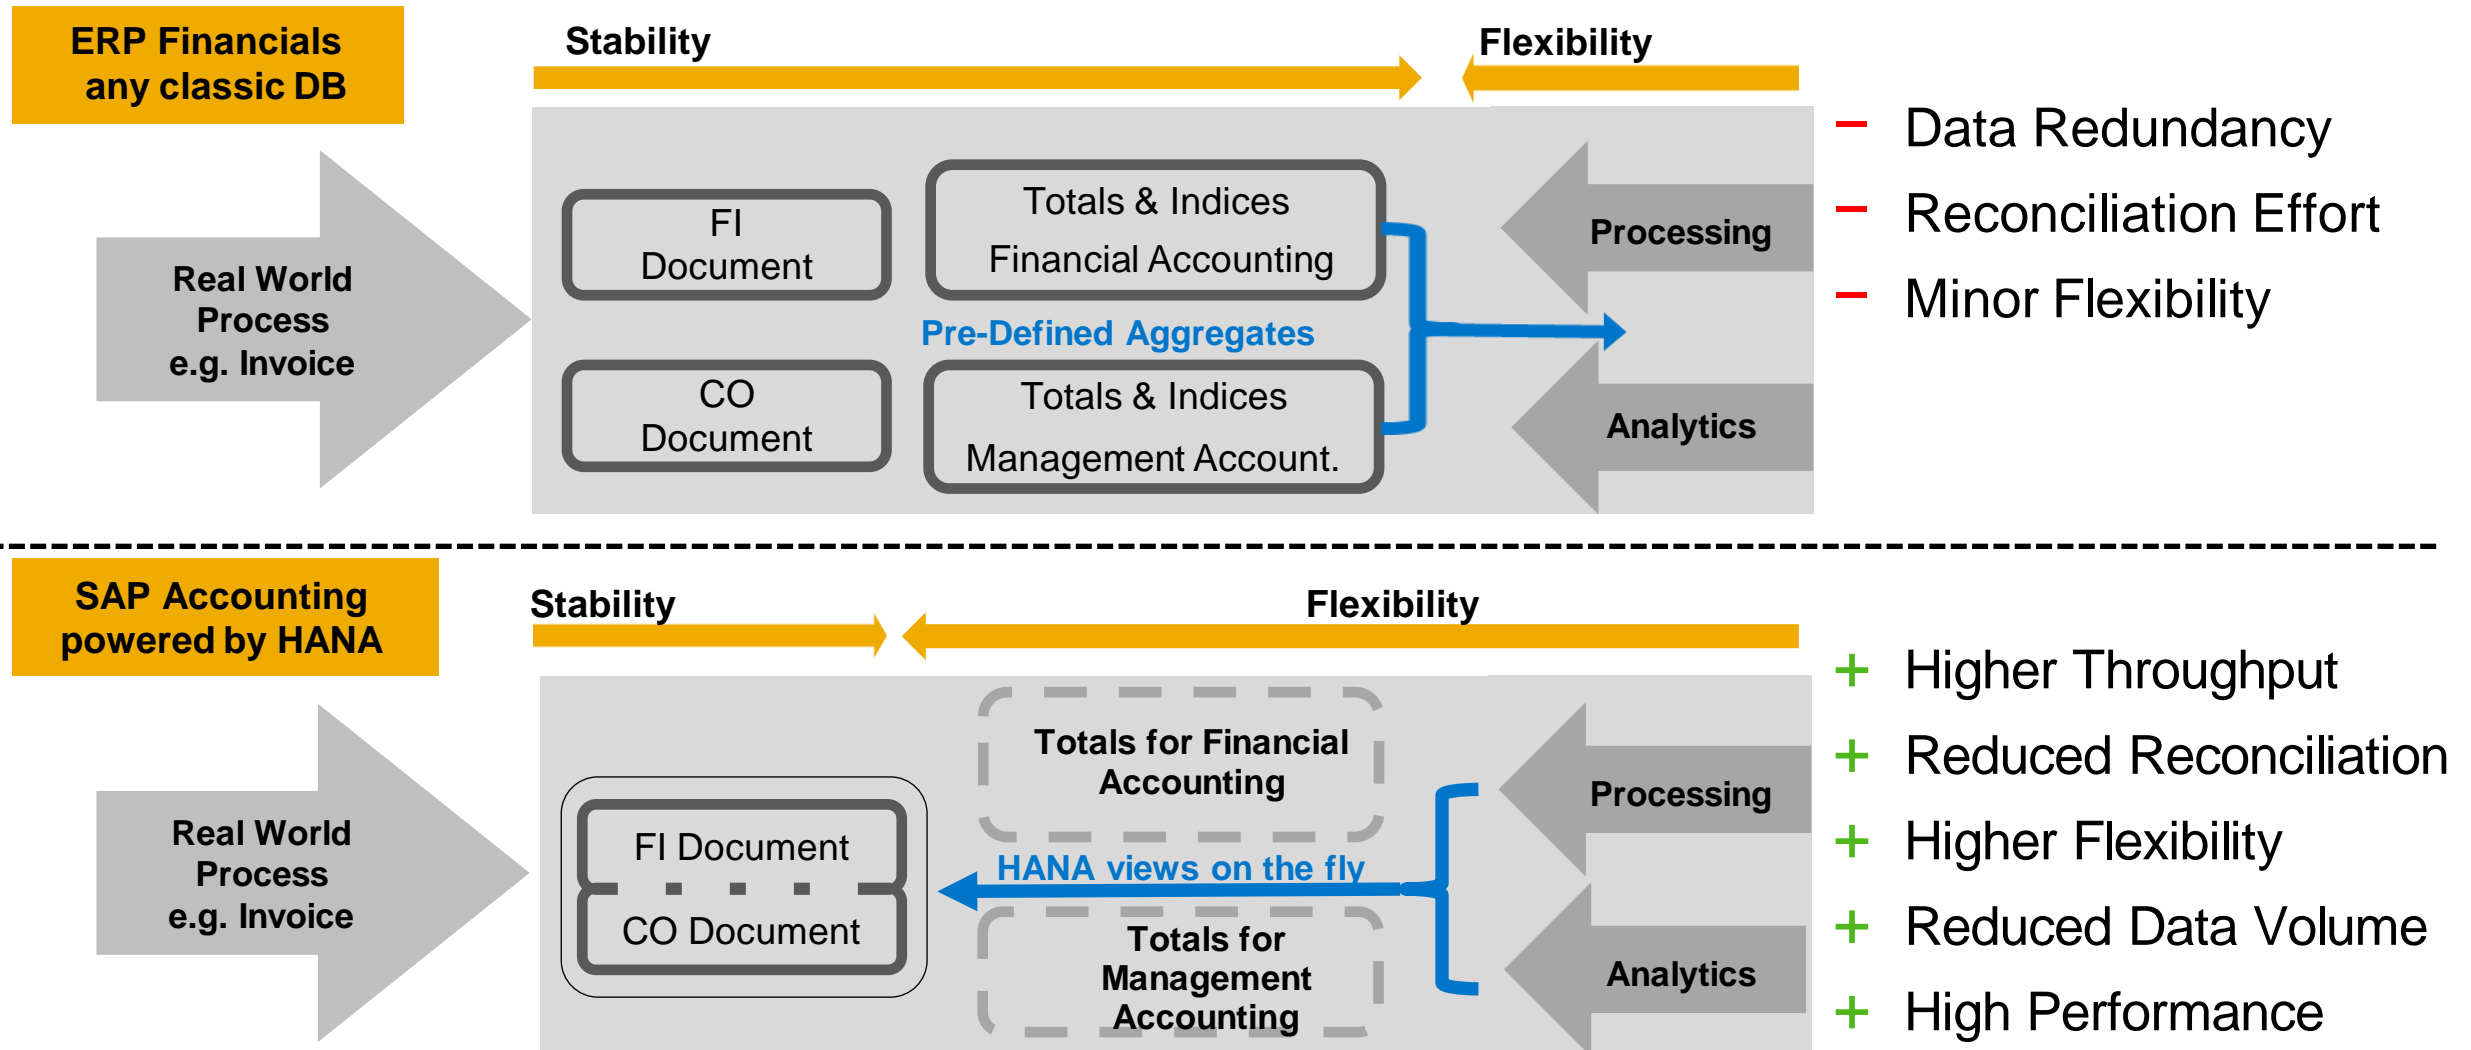 ERP Financials
any classic DB
Stability
Flexibility
Real World
Process
e.g. Invoice
FI
Document
Totals & Indices
Financial Accounting
Pre-Defined Aggregates
CO
Document
Totals & Indices
Management Account.
Processing
Analytics
− Data Redundancy
− Reconciliation Effort
− Minor Flexibility
SAP Accounting
powered by HANA
Stability
Flexibility
Real World
Process
e.g. Invoice
FI Document
CO Document
Totals for Financial
Accounting
HANA views on the fly
Totals for
Management
Accounting
Processing
Analytics
+ Higher Throughput
+ Reduced Reconciliation
+ Higher Flexibility
+ Reduced Data Volume
+ High Performance